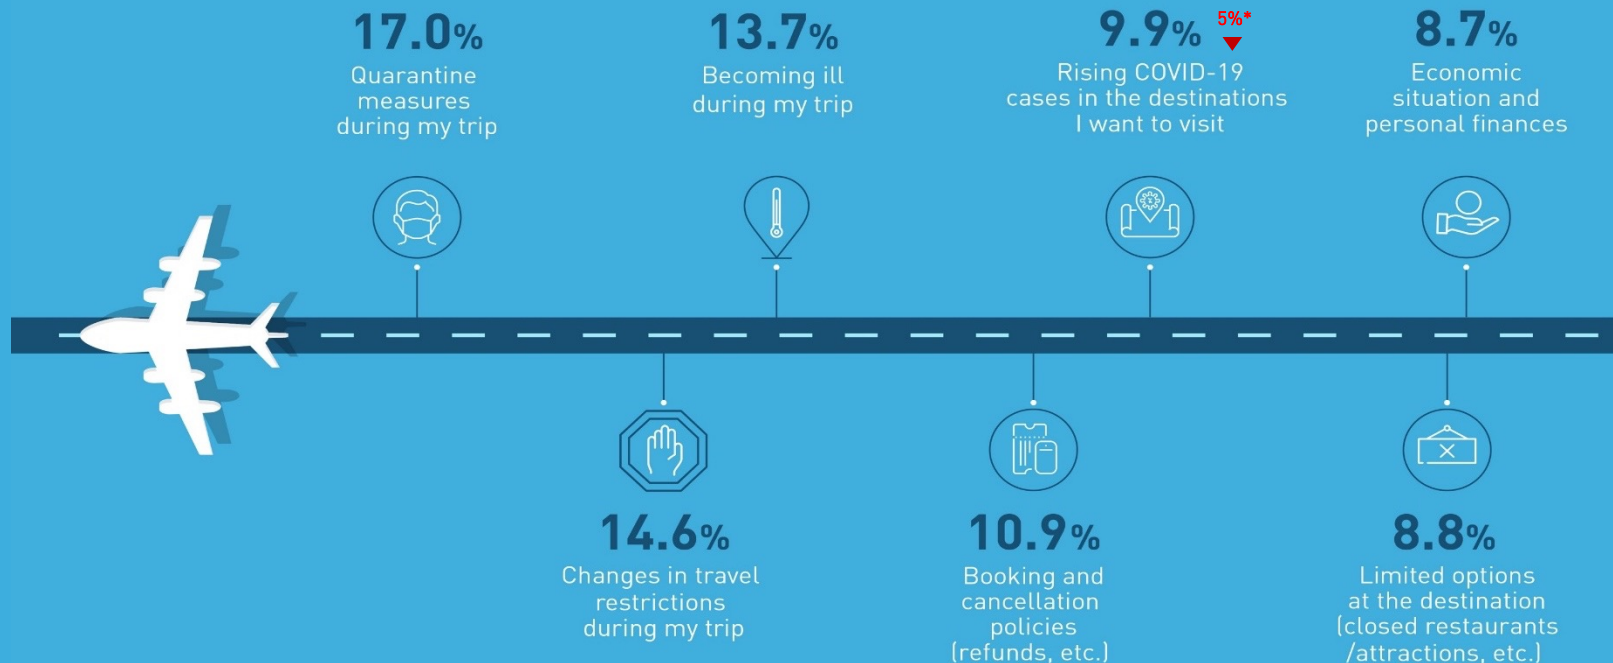 17.0%
Quarantine
measures
during my trip
13.7%
Becoming ill
during my trip
9.9%
5%*
Rising COVID-19
cases in the destinations
I want to visit
8.7%
Economic
situation and
personal finances
14.6%
Changes in travel
restrictions
during my trip
10.9%
Booking and
cancellation
policies
(refunds, etc.)
8.8%
Limited options
at the destination
(closed restaurants
/attractions, etc.)